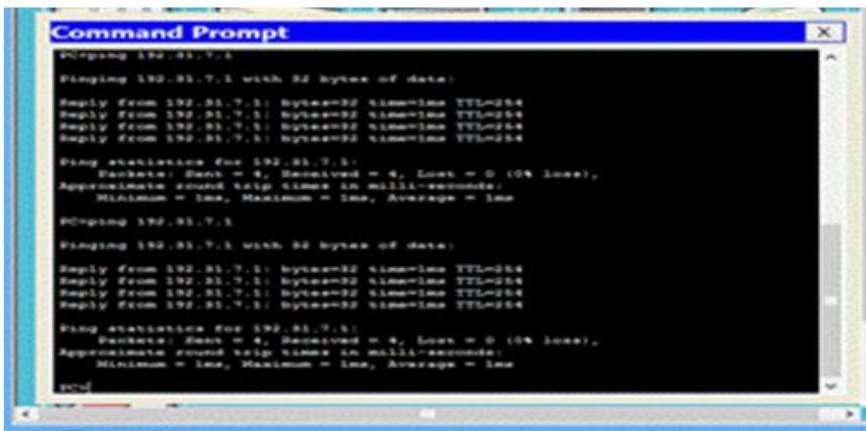 Command Prompt
PC>ping 192.31.7.1
Pinging 192.31.7.1 with 32 bytes of data:
Reply from 192.31.7.1: bytes=32 time=1ms TTL=254
Reply from 192.31.7.1: bytes=32 time=1ms TTL=254
Reply from 192.31.7.1: bytes=32 time=1ms TTL=254
Reply from 192.31.7.1: bytes=32 time=1ms TTL=254
Ping statistics for 192.31.7.1:
Packets: Sent = 4, Received = 4, Lost = 0 (0% loss),
Approximate round trip times in milli-seconds:
Minimum = 1ms, Maximum = 1ms, Average = 1ms
PC>ping 192.31.7.1
Pinging 192.31.7.1 with 32 bytes of data:
Reply from 192.31.7.1: bytes=32 time=1ms TTL=254
Reply from 192.31.7.1: bytes=32 time=1ms TTL=254
Reply from 192.31.7.1: bytes=32 time=1ms TTL=254
Reply from 192.31.7.1: bytes=32 time=1ms TTL=254
Ping statistics for 192.31.7.1:
Packets: Sent = 4, Received = 4, Lost = 0 (0% loss),
Approximate round trip times in milli-seconds:
Minimum = 1ms, Maximum = 1ms, Average = 1ms
PC>